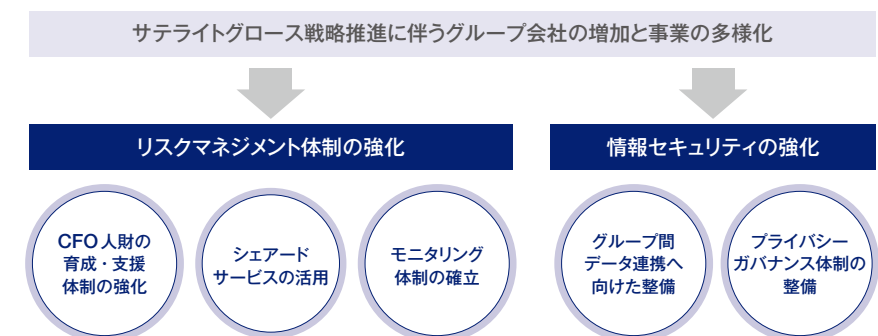 サテライトグロース戦略推進に伴うグループ会社の増加と事業の多様化
リスクマネジメント体制の強化
情報セキュリティの強化
CFO人財の
育成・支援
体制の強化
シェアード
サービスの活用
モニタリング
体制の確立
グループ間
データ連携へ
向けた整備
プライバシー
ガバナンス体制の
整備